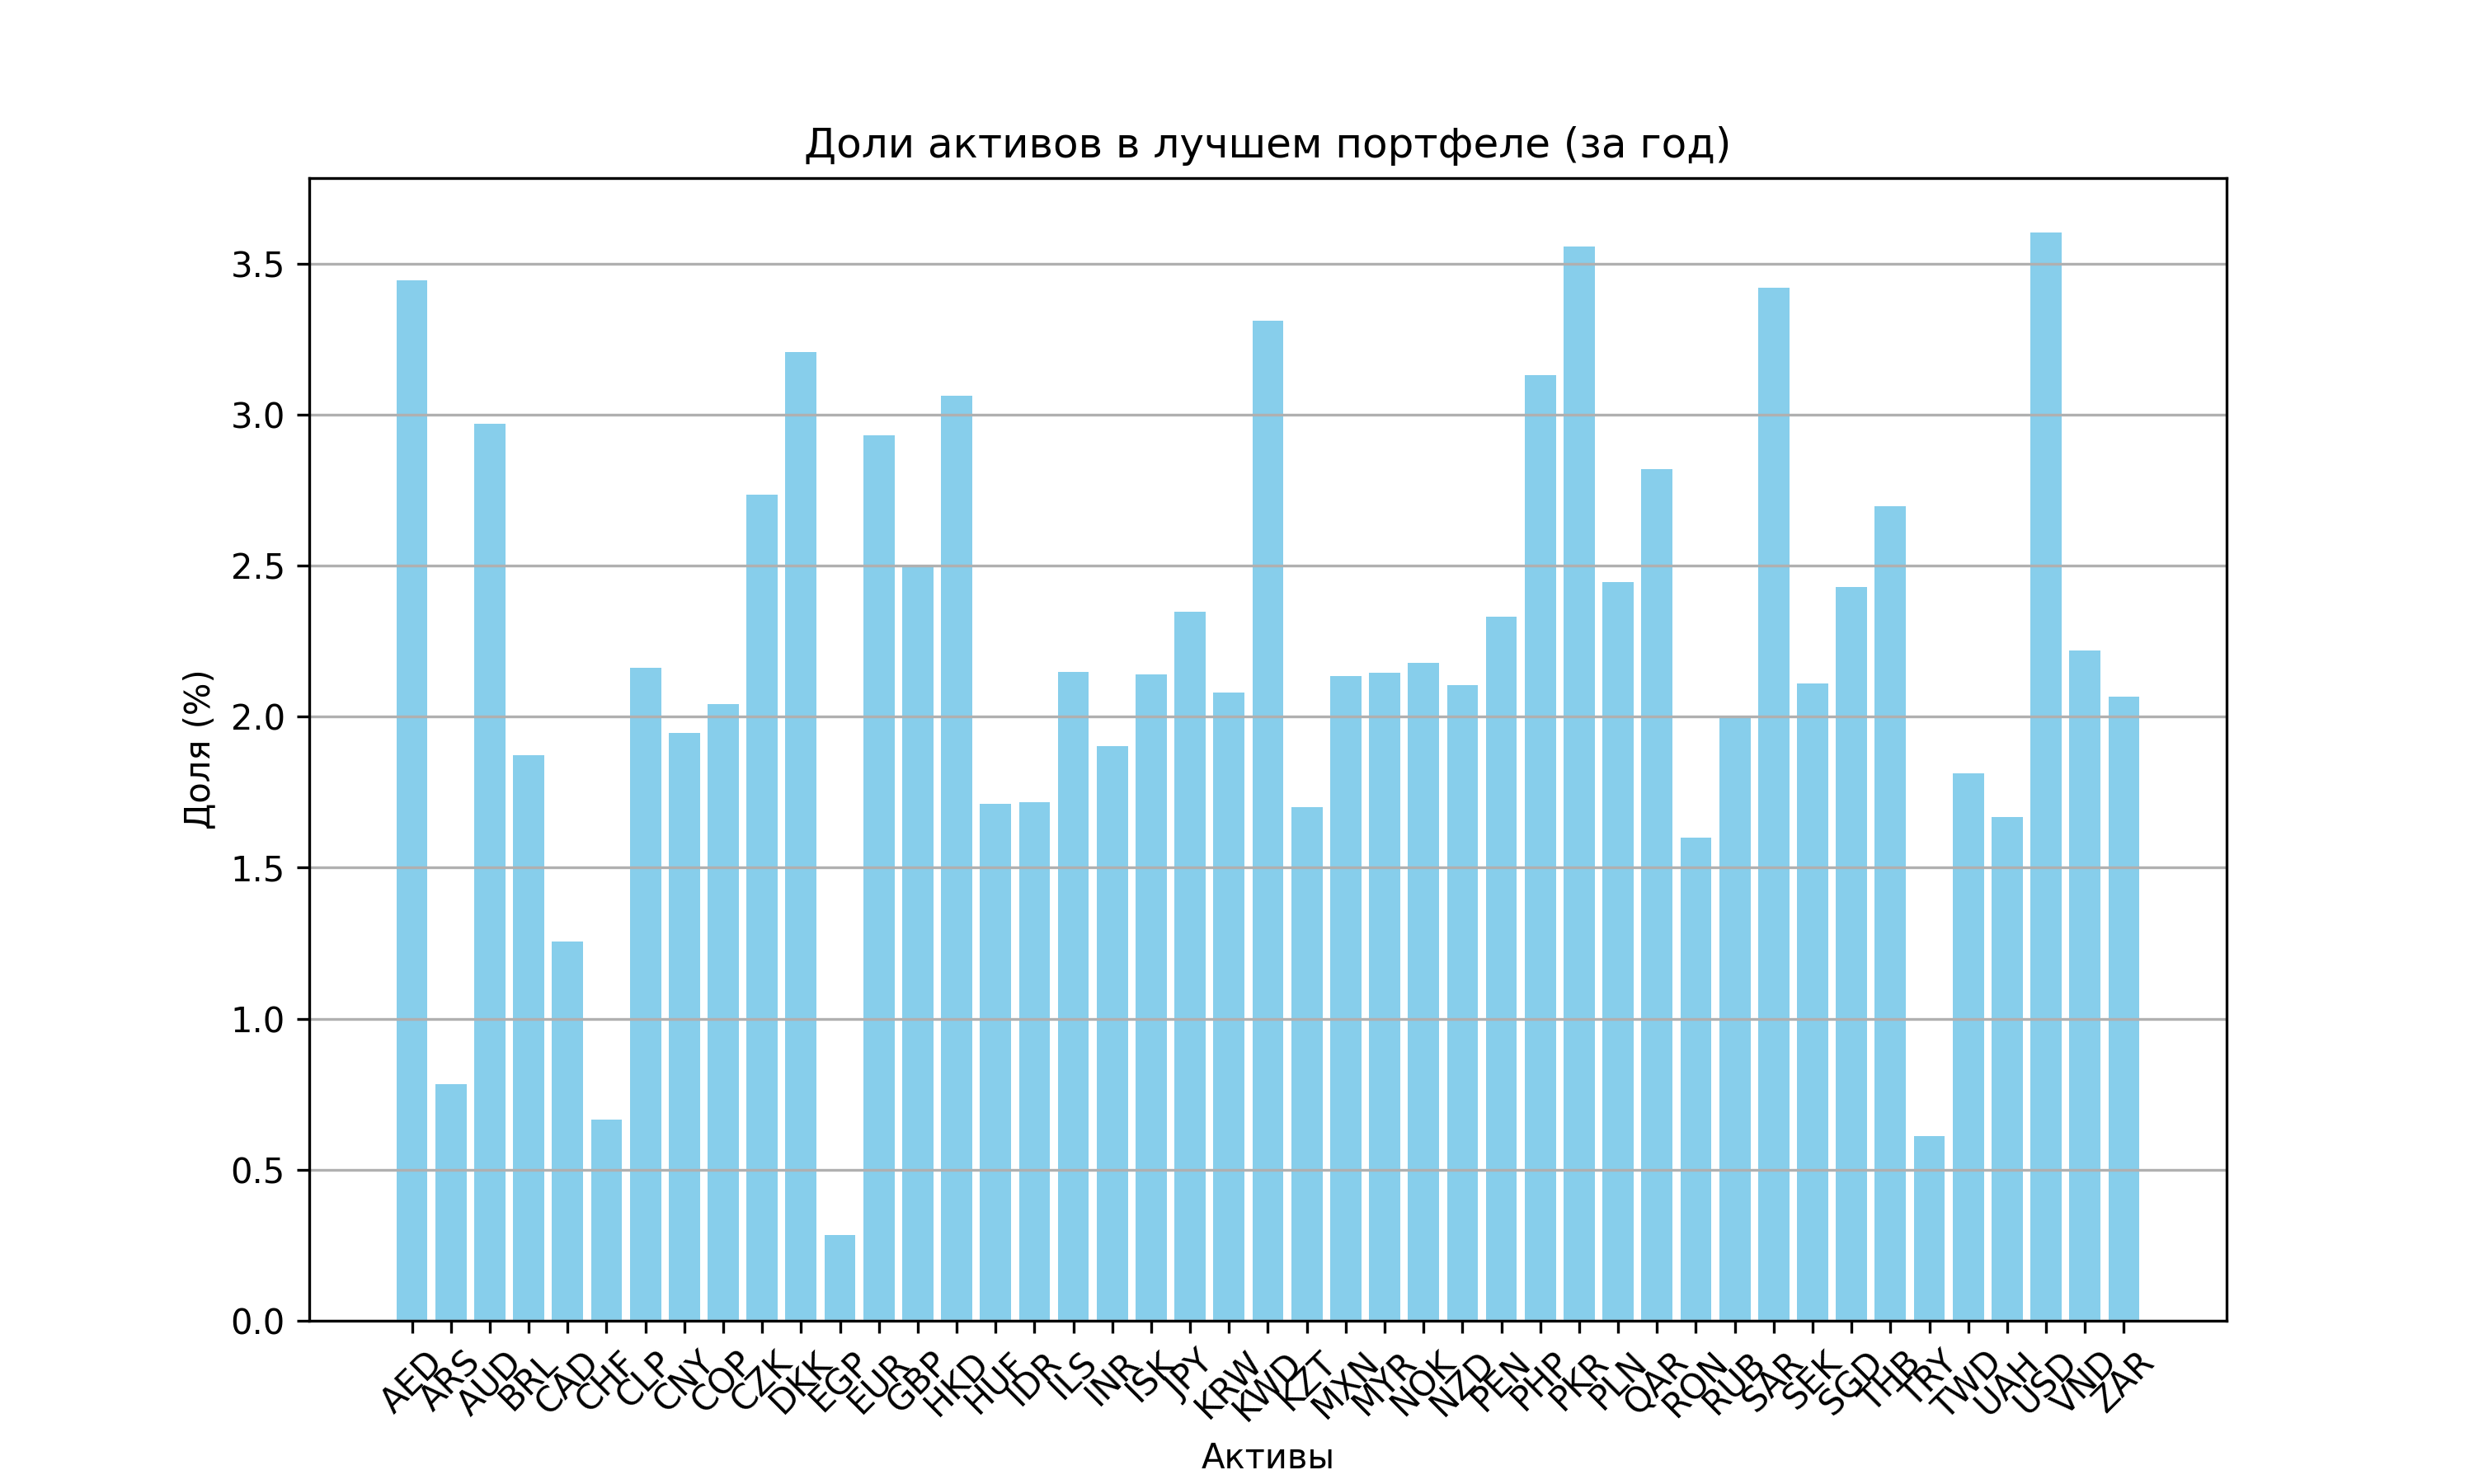 Доли активов в лучшем портфеле (за год)
Доля (%)
3.5
3.0
2.5
2.0
1.5
1.0
0.5
0.0
AED
ARS
AUD
BRL
CAD
CHF
CLP
CNY
COP
CZK
DKK
EGP
EUR
GBP
HKD
HUF
IDR
ILS
INR
ISK
JPY
KRW
KWD
KZT
MXN
MYR
NOK
NZD
PEN
PHP
PKR
PLN
QAR
RON
RUB
SAR
SEK
SGD
THB
TRY
TWD
UAH
USD
VND
ZAR
Активы